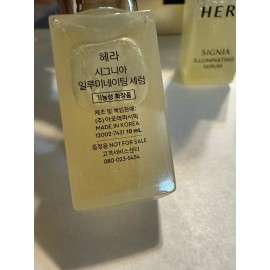 헤라
시그니아
일루미네이팅 세럼
기능성 화장품
제조 및 책임판매:
(주)아모레퍼시픽
MADE IN KOREA
13002-7431 10 mL
증정용 NOT FOR SALE
고객서비스센터
080-023-5454
HER
SIGNIA
ILLUMINATING
SERUM